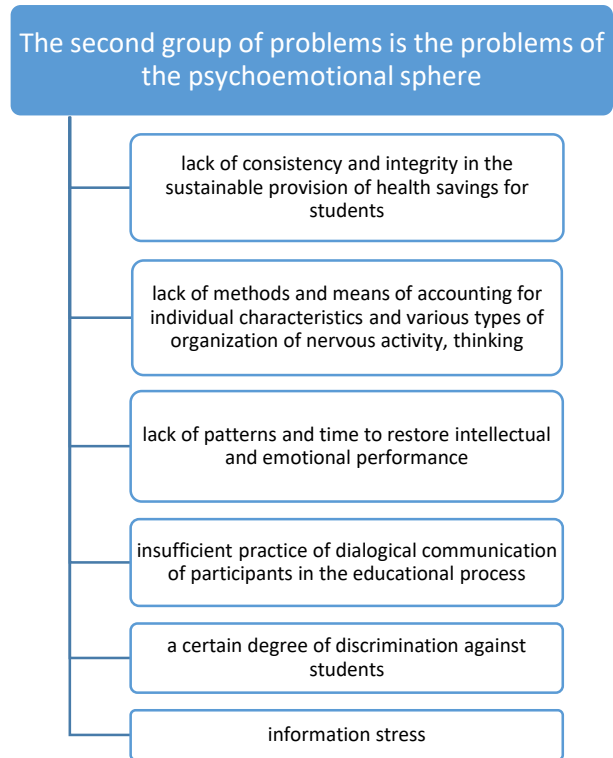 The second group of problems is the problems of
the psychoemotional sphere
lack of consistency and integrity in the
sustainable provision of health savings for
students
lack of methods and means of accounting for
individual characteristics and various types of
organization of nervous activity, thinking
lack of patterns and time to restore intellectual
and emotional performance
insufficient practice of dialogical communication
of participants in the educational process
a certain degree of discrimination against
students
information stress